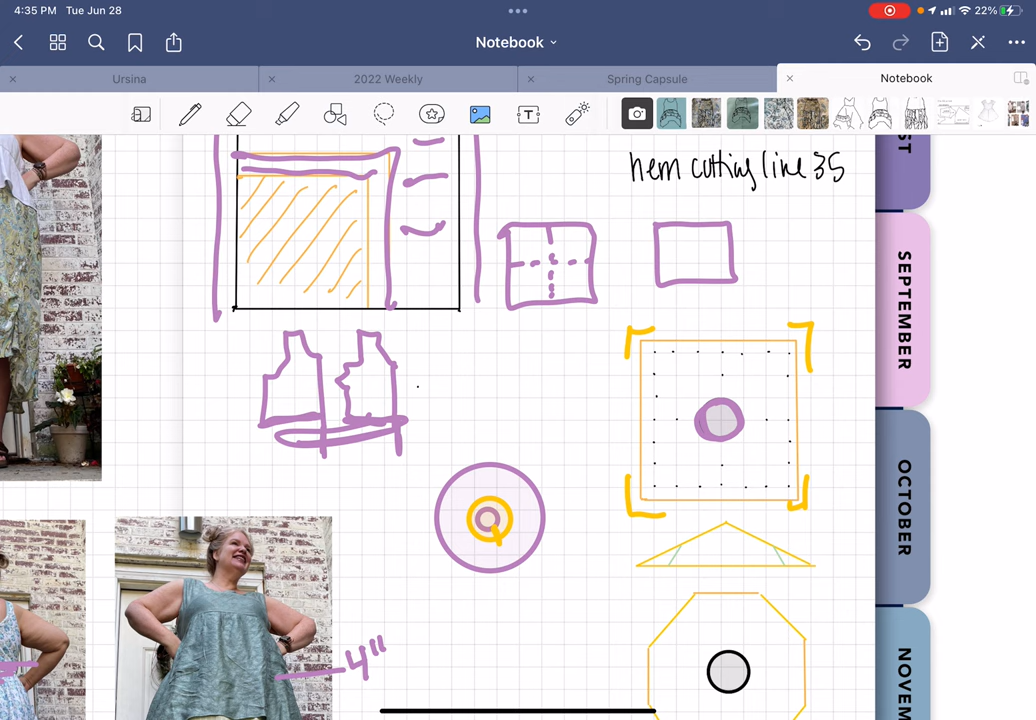 4:35 PM Tue Jun 28
22%
Notebook
Ursina
2022 Weekly
Spring Capsule
Notebook
T
hem cutting line 35
ST
SEPTEMBER
OCTOBER
NOVEM
4"